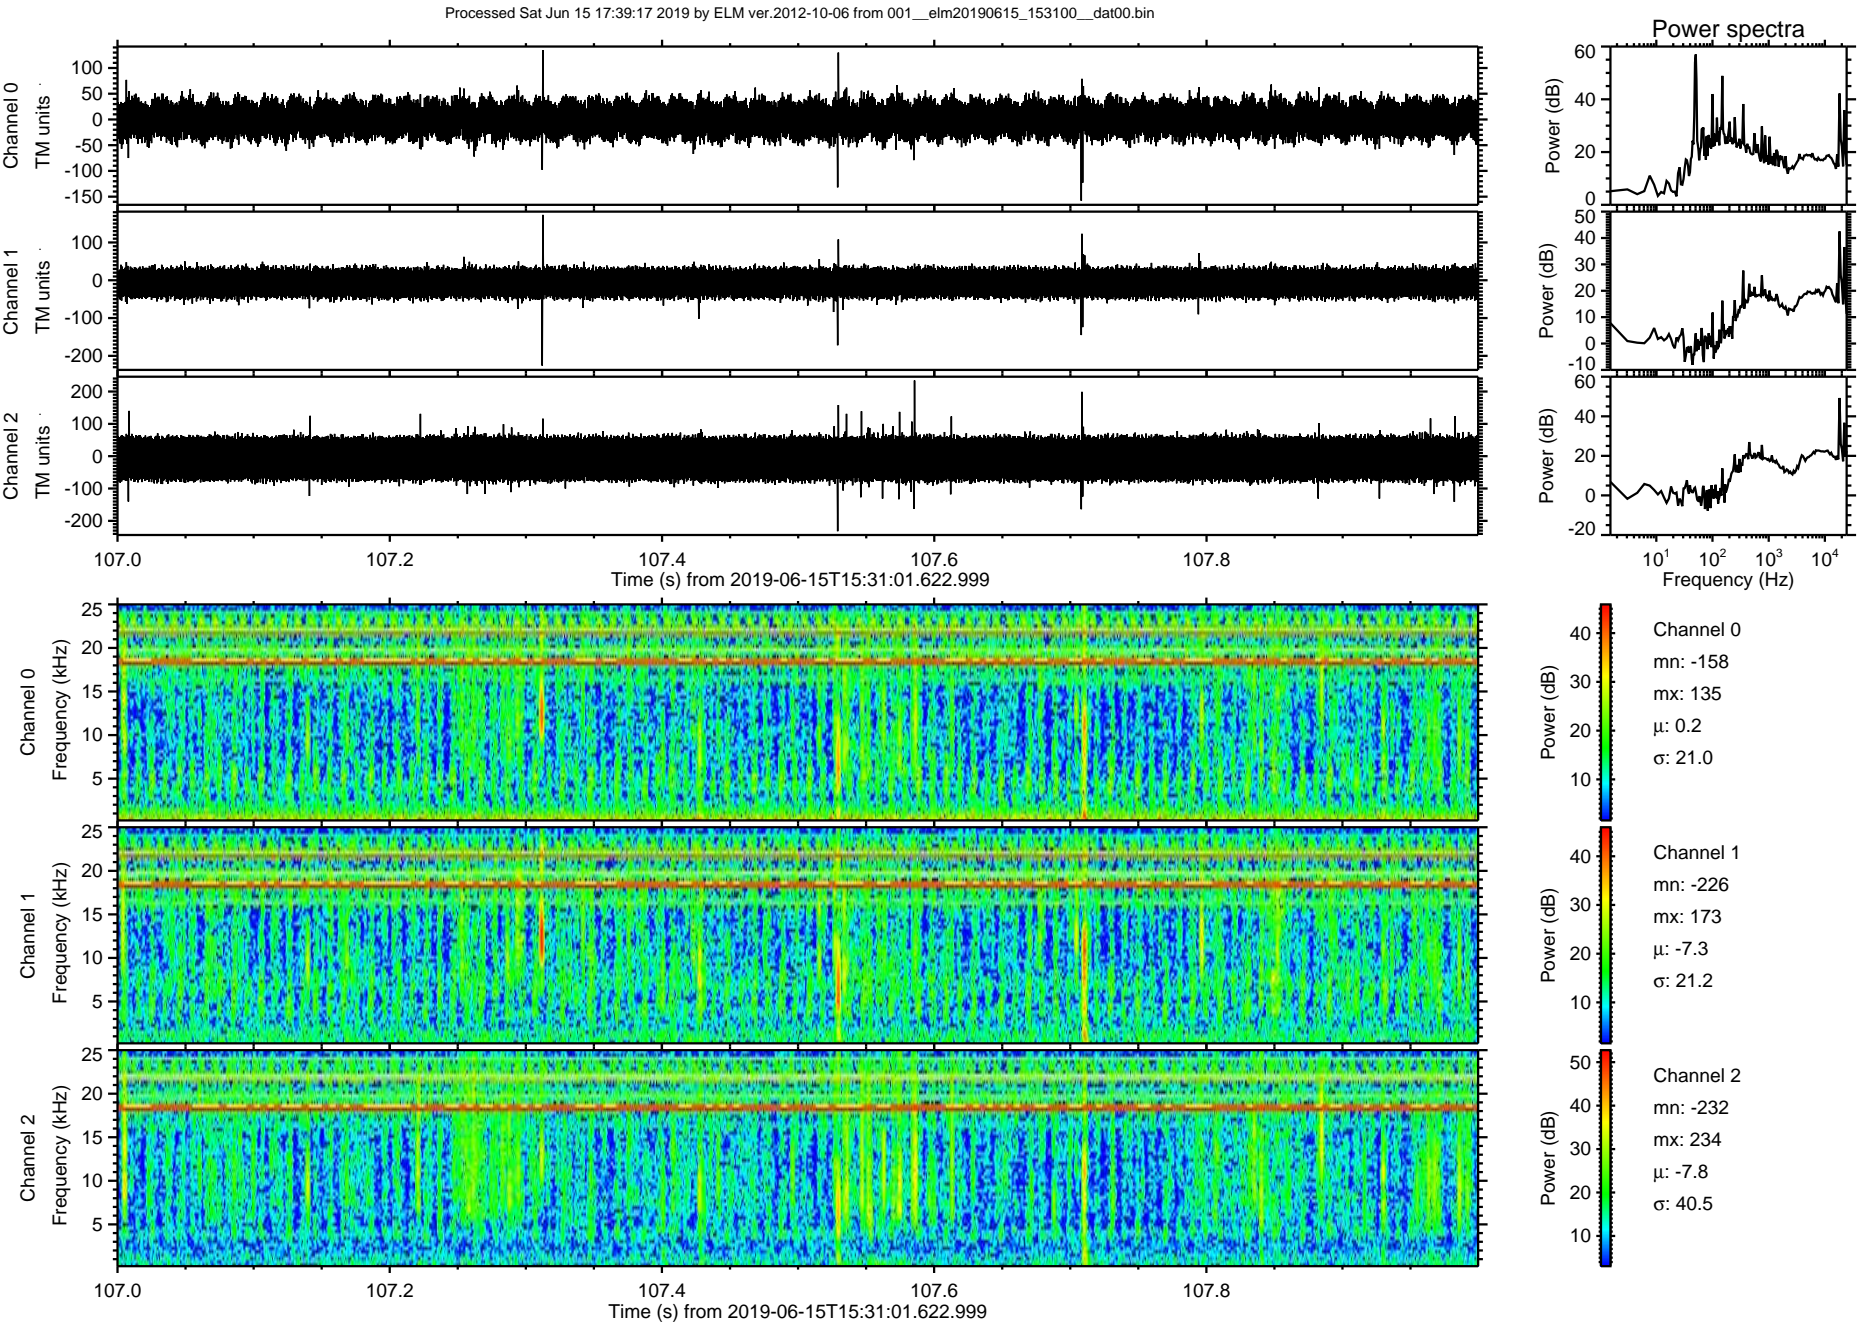 Processed Sat Jun 15 17:39:17 2019 by ELM ver.2012-10-06 from 001__elm20190615_153100__dat00.bin
Power spectra
Channel 0
TM units
100
50
0
-50
-100
-150
Power (dB)
60
40
20
0
Channel 1
TM units
100
0
-100
-200
Power (dB)
50
40
30
20
10
0
-10
Channel 2
TM units
200
100
0
-100
-200
Power (dB)
60
40
20
0
-20
107.0 107.2 107.4 107.6 107.8
Time (s) from 2019-06-15T15:31:01.622.999
10¹ 10² 10³ 10⁴
Frequency (Hz)
Channel 0
Frequency (kHz)
25
20
15
10
5
Power (dB)
40
30
20
10
Channel 0
mn: -158
mx: 135
μ: 0.2
σ: 21.0
Channel 1
Frequency (kHz)
25
20
15
10
5
Power (dB)
40
30
20
10
Channel 1
mn: -226
mx: 173
μ: -7.3
σ: 21.2
Channel 2
Frequency (kHz)
25
20
15
10
5
Power (dB)
50
40
30
20
10
Channel 2
mn: -232
mx: 234
μ: -7.8
σ: 40.5
107.0 107.2 107.4 107.6 107.8
Time (s) from 2019-06-15T15:31:01.622.999